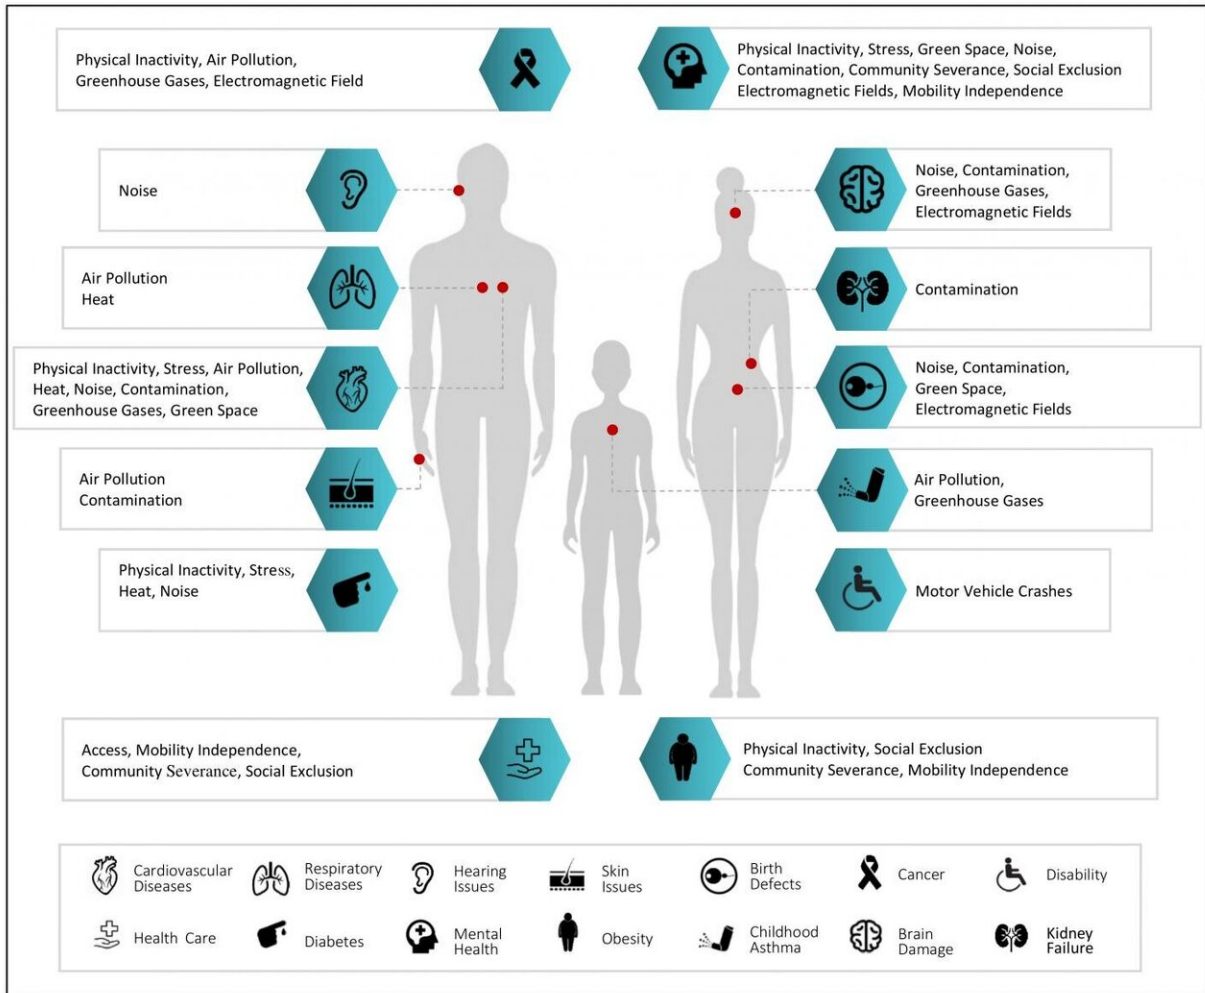 Physical Inactivity, Air Pollution,
Greenhouse Gases, Electromagnetic Field
Physical Inactivity, Stress, Green Space, Noise,
Contamination, Community Severance, Social Exclusion
Electromagnetic Fields, Mobility Independence
Noise
Noise, Contamination,
Greenhouse Gases,
Electromagnetic Fields
Air Pollution
Heat
Contamination
Physical Inactivity, Stress, Air Pollution,
Heat, Noise, Contamination,
Greenhouse Gases, Green Space
Noise, Contamination,
Green Space,
Electromagnetic Fields
Air Pollution
Contamination
Air Pollution,
Greenhouse Gases
Physical Inactivity, Stress,
Heat, Noise
Motor Vehicle Crashes
Access, Mobility Independence,
Community Severance, Social Exclusion
Physical Inactivity, Social Exclusion
Community Severance, Mobility Independence
Cardiovascular
Diseases
Respiratory
Diseases
Hearing
Issues
Skin
Issues
Birth
Defects
Cancer
Disability
Health Care
Diabetes
Mental
Health
Obesity
Childhood
Asthma
Brain
Damage
Kidney
Failure